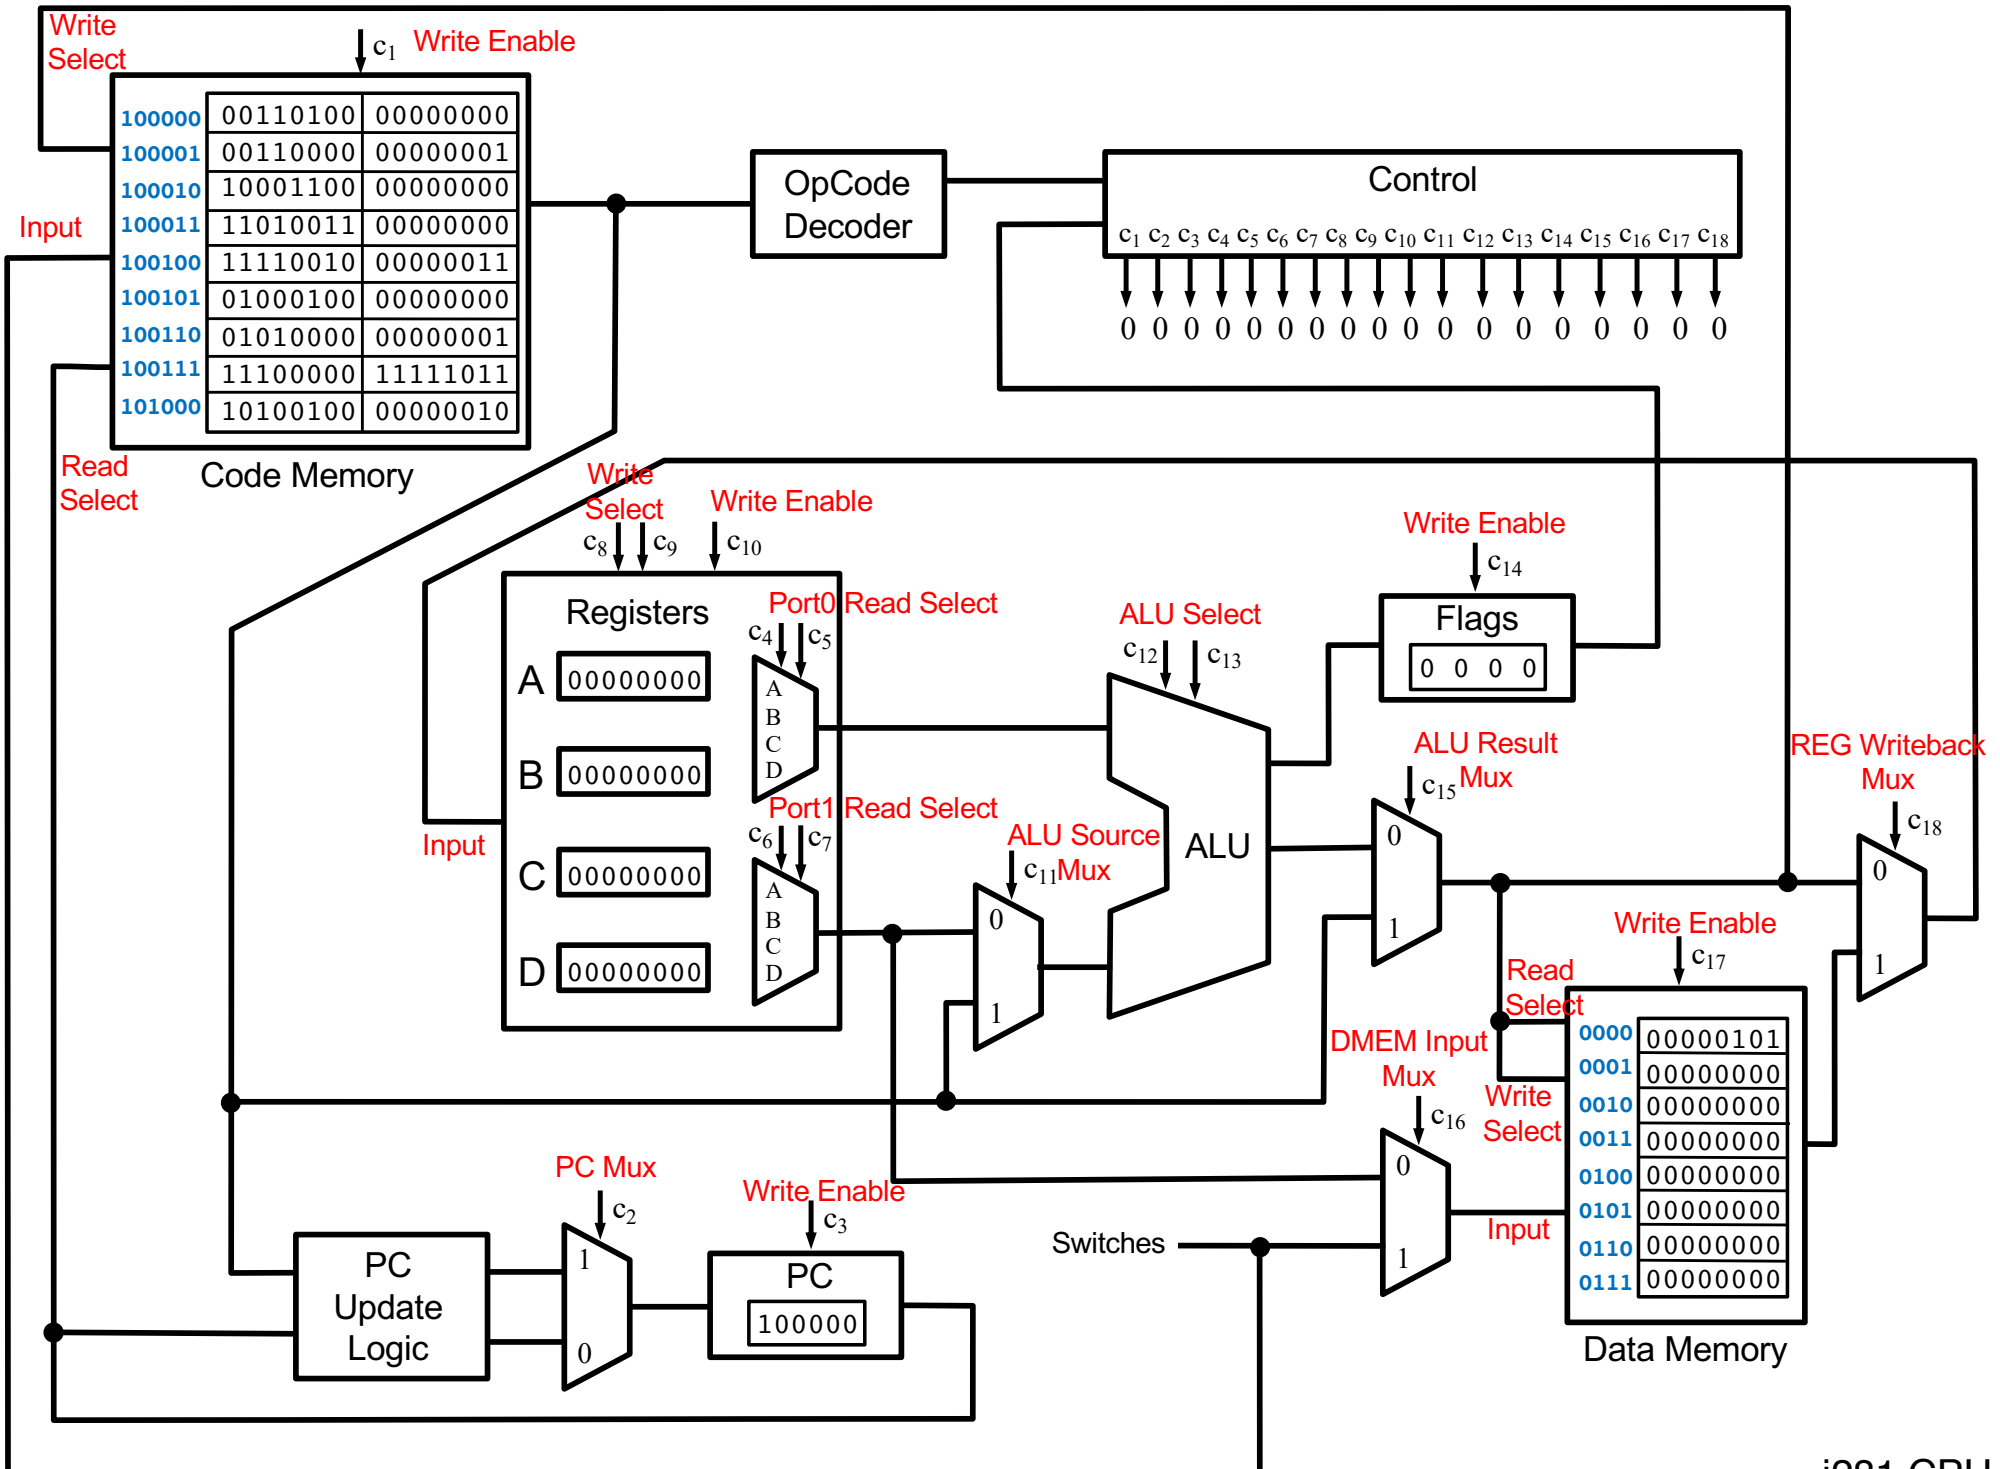 Write
Select
c1 Write Enable
100000 00110100 00000000
100001 00110000 00000001
100010 10001100 00000000
100011 11010011 00000000
100100 11110010 00000011
100101 01000100 00000000
100110 01010000 00000001
100111 11100000 11111011
101000 10100100 00000010
Input
Read
Select
Code Memory
OpCode
Decoder
Control
c1 c2 c3 c4 c5 c6 c7 c8 c9 c10 c11 c12 c13 c14 c15 c16 c17 c18
0 0 0 0 0 0 0 0 0 0 0 0 0 0 0 0 0 0
Write
Select
Write Enable
c8 c9 c10
Registers
A 00000000
B 00000000
C 00000000
D 00000000
Input
Port0 Read Select
c4 c5
A
B
C
D
Port1 Read Select
c6 c7
A
B
C
D
ALU Source
c11 Mux
0
1
ALU Select
c12 c13
ALU
Write Enable
c14
Flags
0 0 0 0
ALU Result
Mux
c15
0
1
REG Writeback
Mux
c18
0
1
Write Enable
c17
Read
Select
Write
Select
Input
0000 00000101
0001 00000000
0010 00000000
0011 00000000
0100 00000000
0101 00000000
0110 00000000
0111 00000000
Data Memory
DMEM Input
Mux
c16
0
1
Switches
PC
Update
Logic
PC Mux
c2
1
0
Write Enable
c3
PC
100000